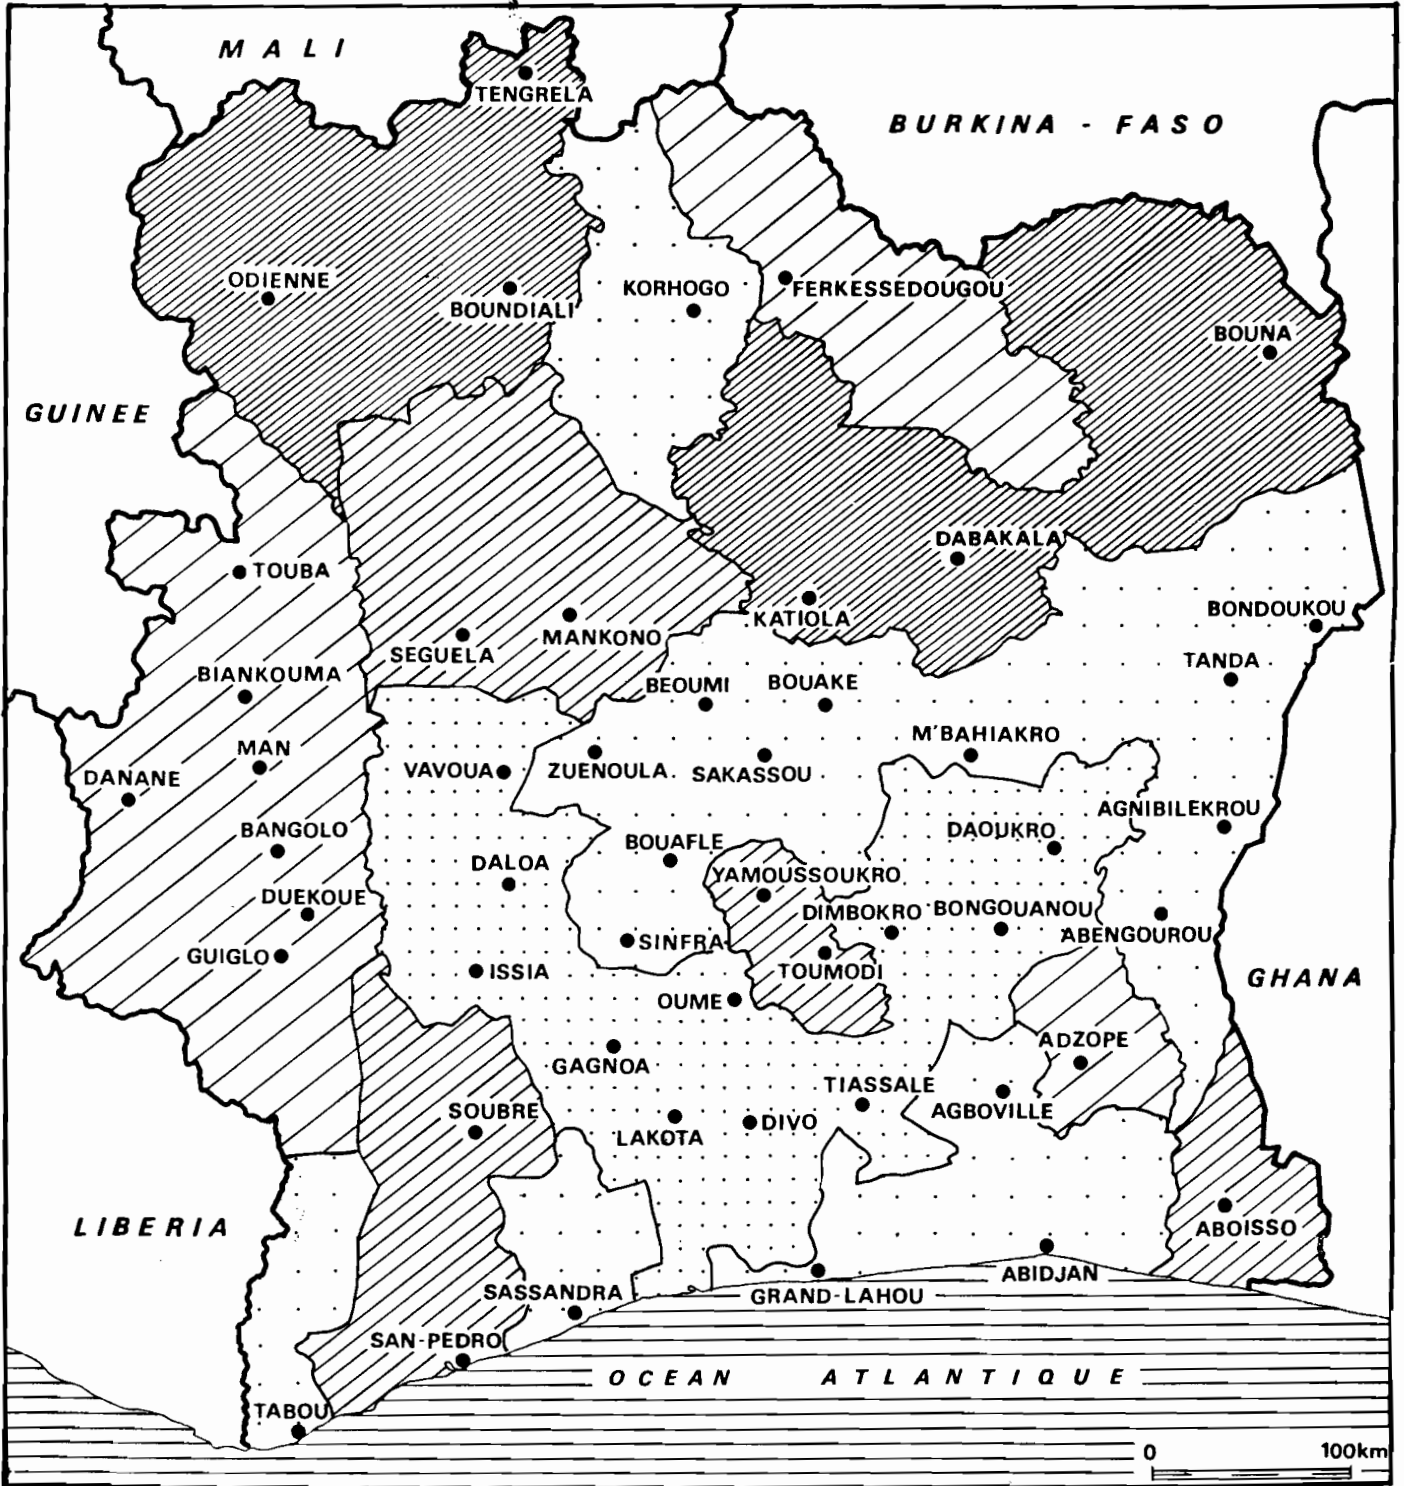 MALI
TENGRELA
BURKINA - FASO
ODIENNE
BOUNDIALI
KORHOGO
FERKESSEDOUGOU
BOUNA
GUINEE
DABAKALA
TOUBA
KATIOLA
BONDOUKOU
MANKONO
SEGUELA
TANDA
BIANKOUMA
BEOUMI
BOUAKE
M'BAHIAKRO
MAN
DANANE
VAVOUA
ZUENOULA
SAKASSOU
AGNIBILEKROU
BANGOLO
DAOUKRO
BOUAFLE
DALOA
YAMOUSSOUKRO
DUEKOUE
DIMBOKRO
BONGOUANOU
ABENGOUROU
GUIGLO
SINFRA
ISSIA
TOUMODI
GHANA
OUME
ADZOPE
GAGNOA
TIASSALE
SOUBRE
AGBOVILLE
LAKOTA
DIVO
LIBERIA
ABOISSO
ABIDJAN
SASSANDRA
GRAND-LAHOU
SAN-PEDRO
OCEAN ATLANTIQUE
TABOU
0 100km